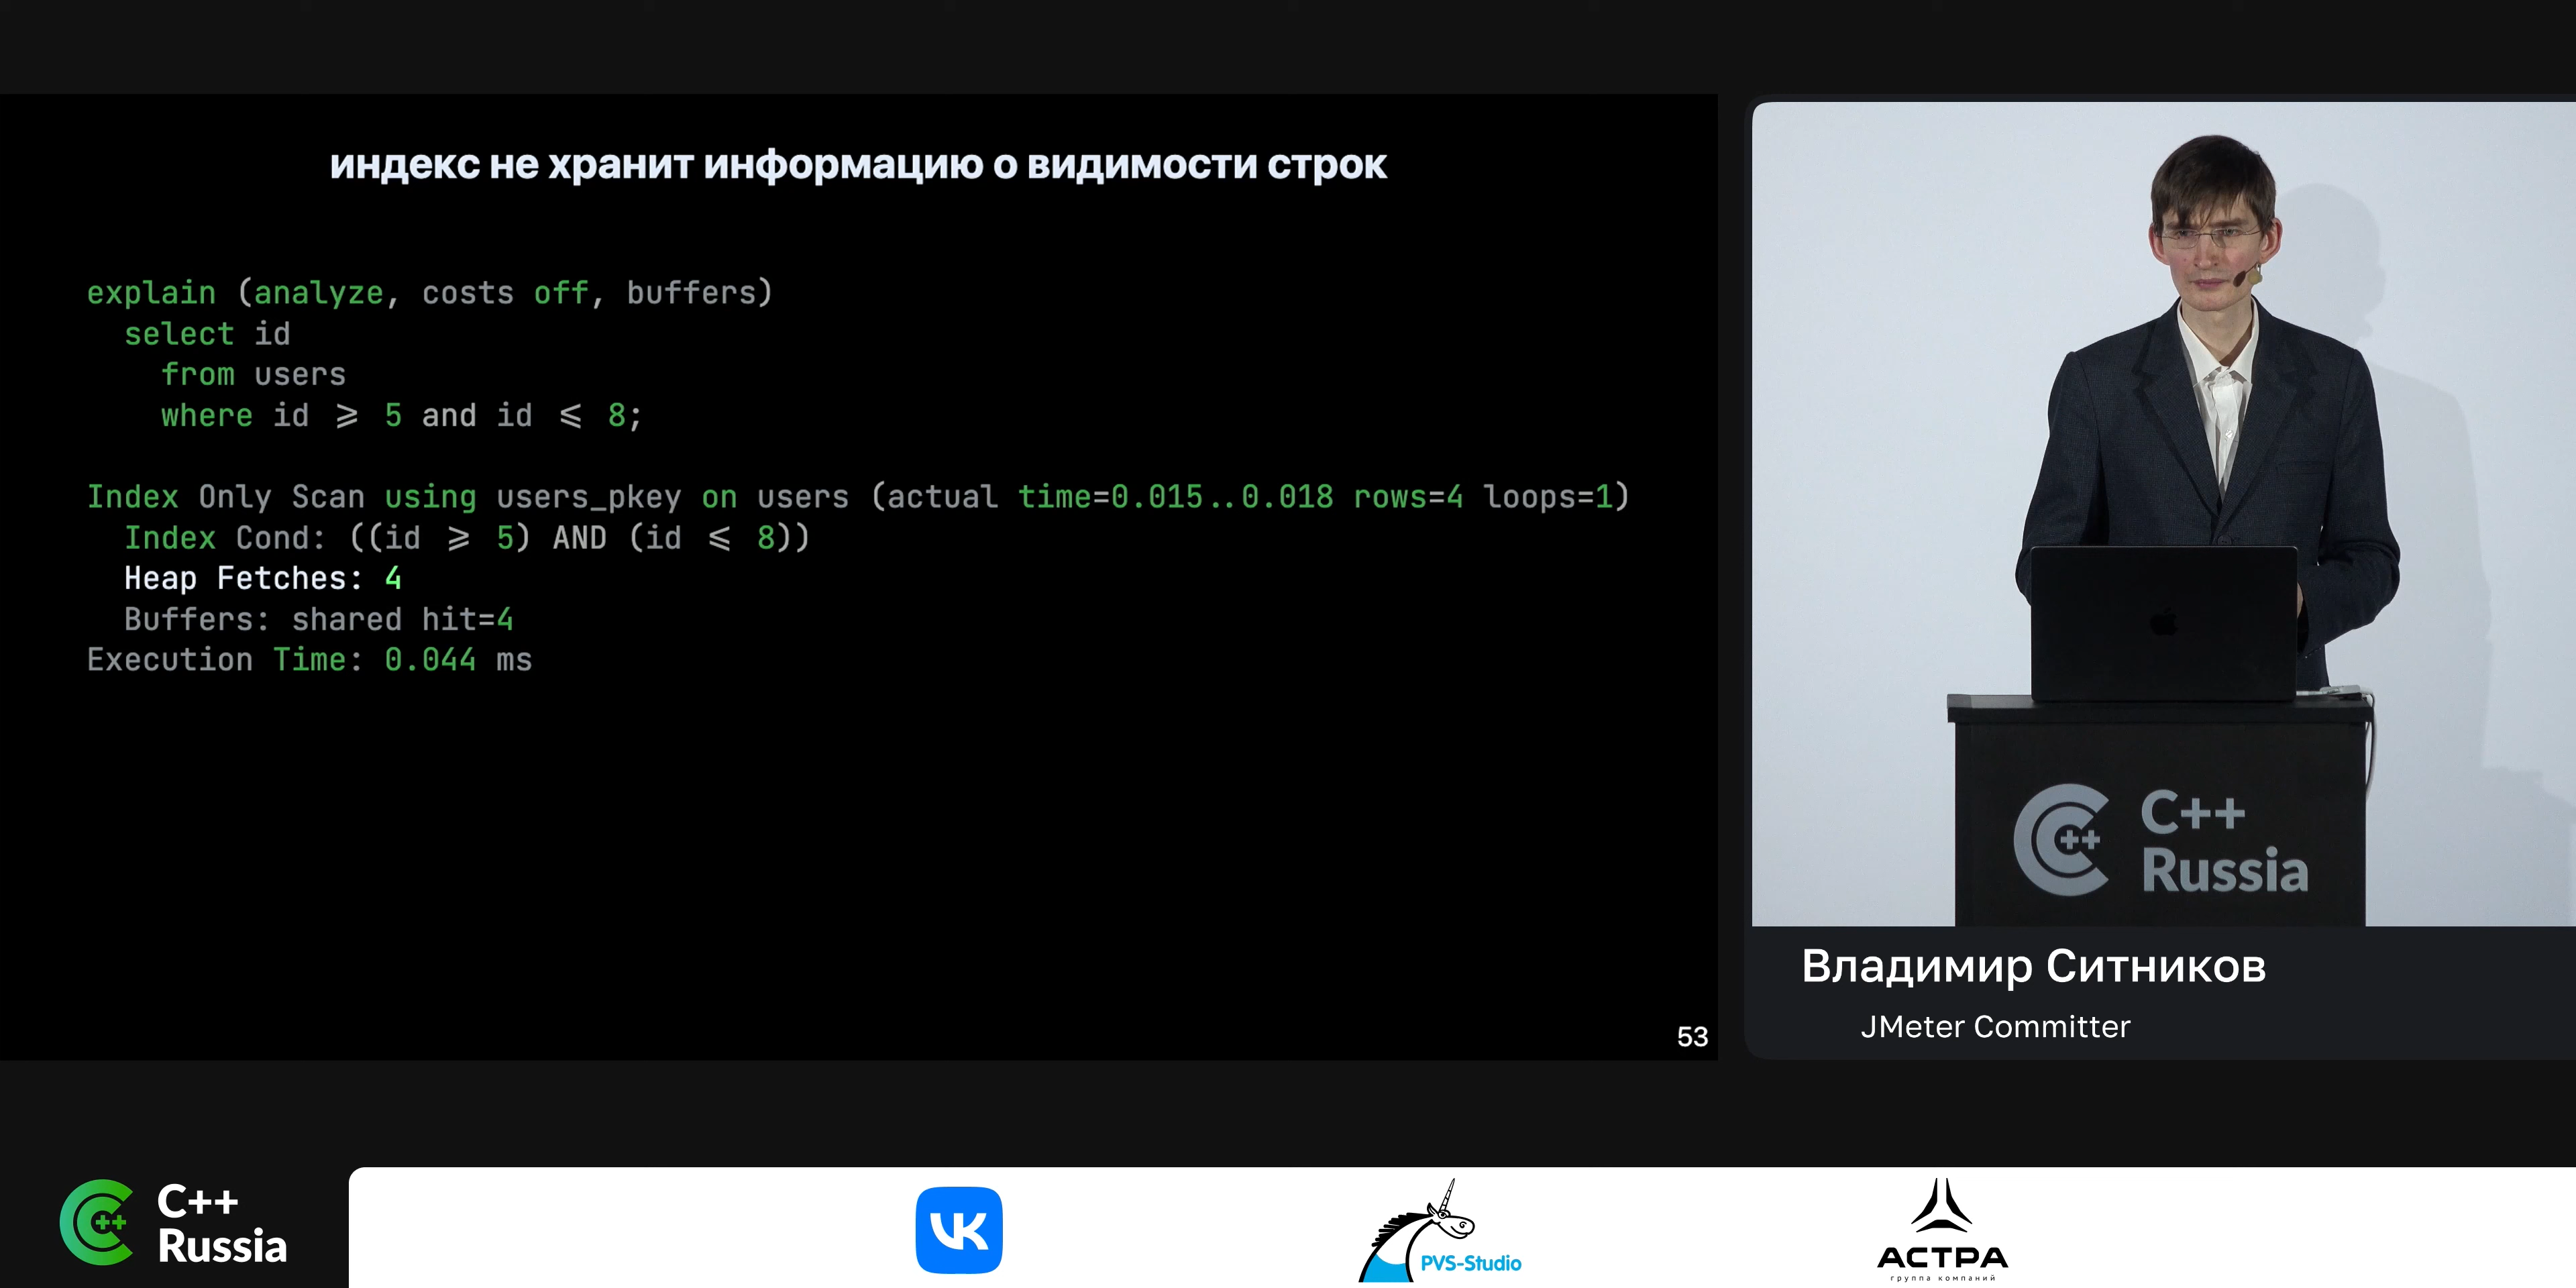 индекс не хранит информацию о видимости строк
explain (analyze, costs off, buffers)
select id
from users
where id ⩾ 5 and id ⩽ 8;
Index Only Scan using users_pkey on users (actual time=0.015..0.018 rows=4 loops=1)
Index Cond: ((id ⩾ 5) AND (id ⩽ 8))
Heap Fetches: 4
Buffers: shared hit=4
Execution Time: 0.044 ms
53
C++
C++
Russia
Владимир Ситников
JMeter Committer
C++
C++
Russia
VK
PVS-Studio
АСТРА
группа компаний